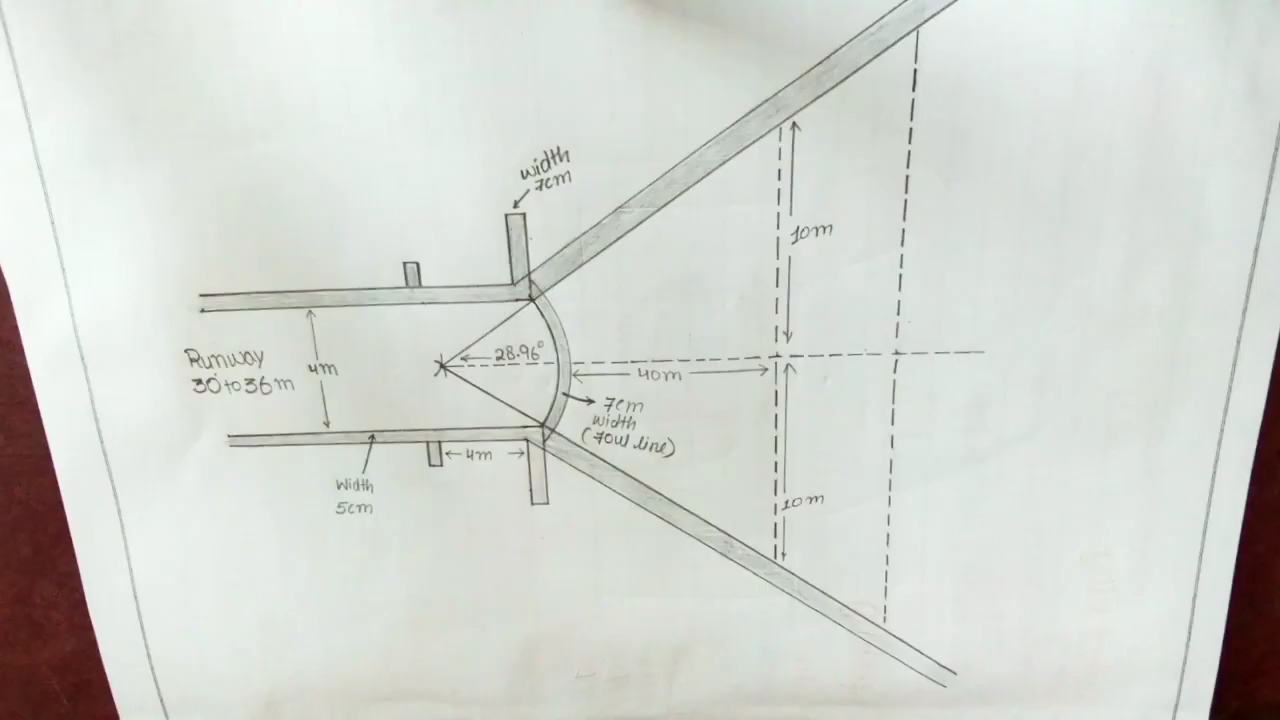 width
7cm
10m
Runway
30 to 36m
4m
28.96°
40m
7cm
width
(foul line)
4m
width
5cm
10m